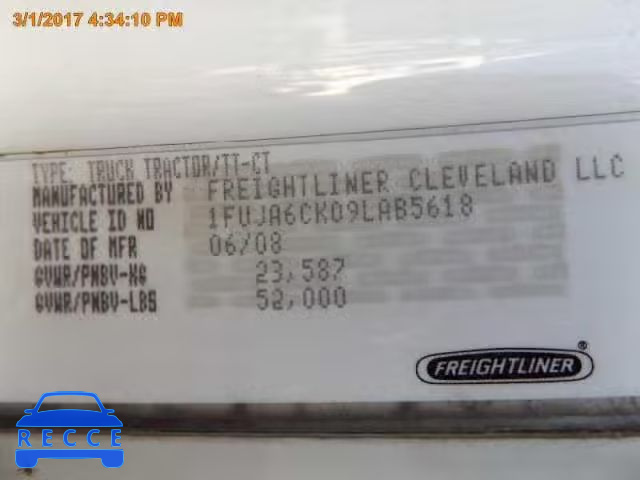 3/1/2017 4:34:10 PM
TYPE: TRUCK TRACTOR/TT-CT
MANUFACTURED BY FREIGHTLINER CLEVELAND LLC
VEHICLE ID NO 1FUJA6CK09LAB5618
DATE OF MFR 06/08
GVWR/PNBV-KG 23,587
GVWR/PNBV-LBS 52,000
FREIGHTLINER
RECCE